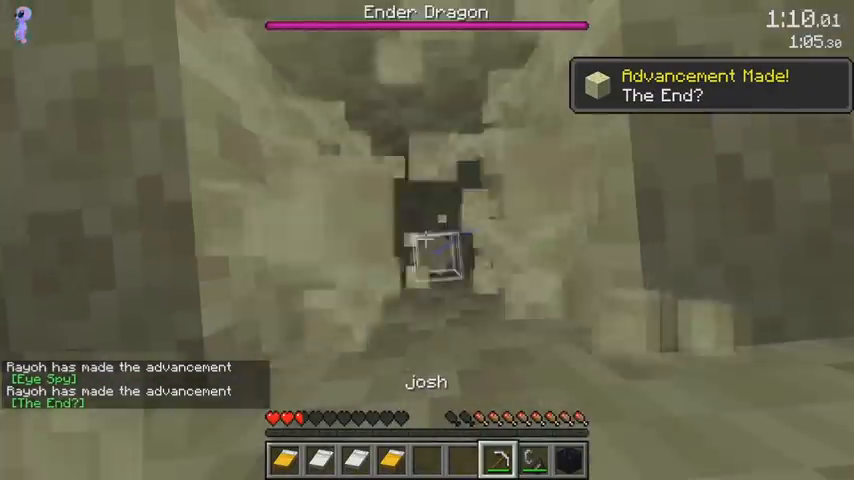 Ender Dragon
1:10.01
1:05.30
Advancement Made!
The End?
Rayoh has made the advancement
[Eye Spy]
Rayoh has made the advancement
[The End?]
josh